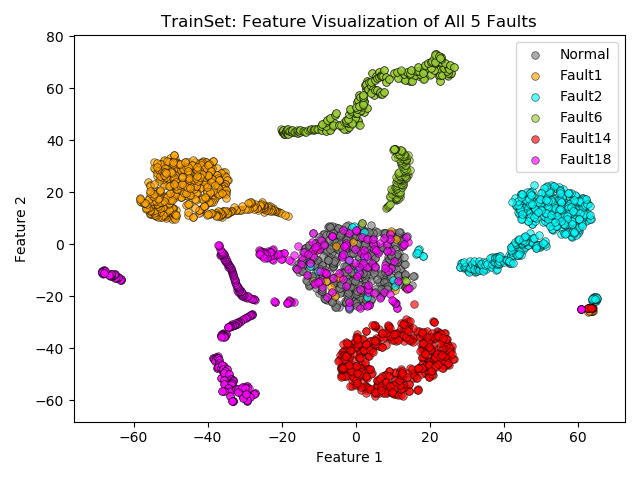 TrainSet: Feature Visualization of All 5 Faults
80
60
40
20
0
−20
−40
−60
Feature 2
Normal
Fault1
Fault2
Fault6
Fault14
Fault18
−60
−40
−20
0
20
40
60
Feature 1